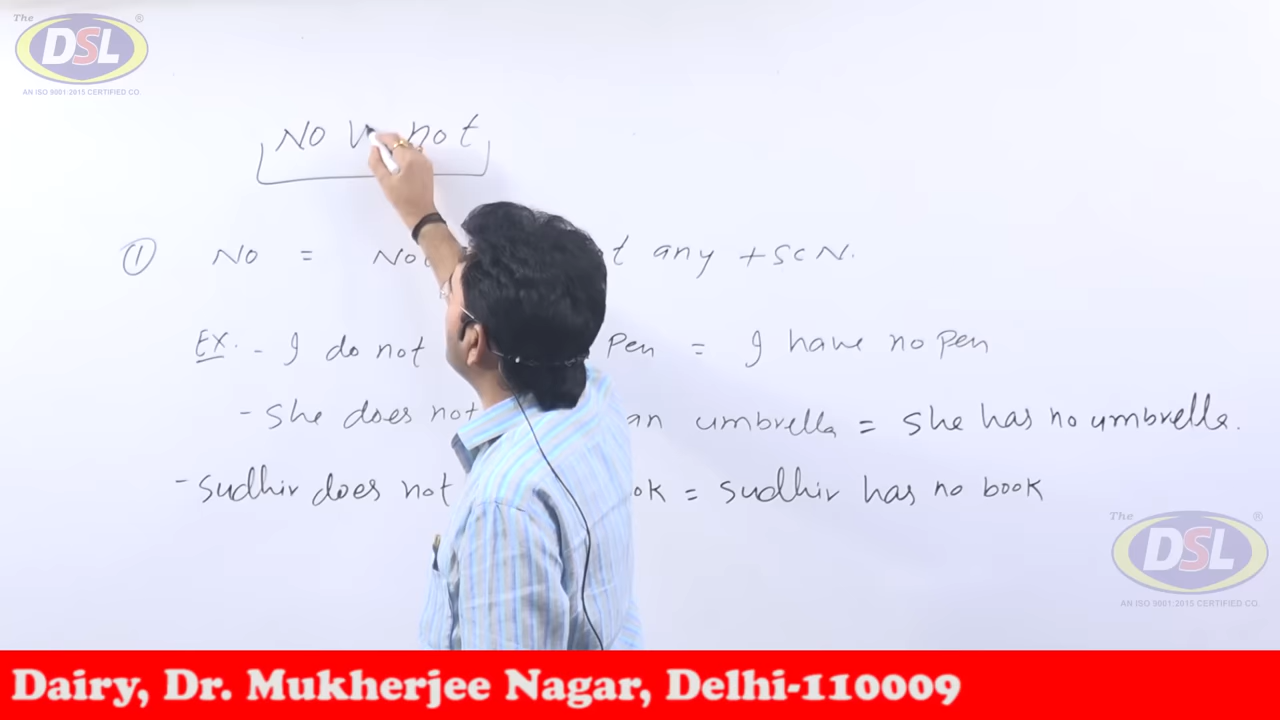 The DSL ®
AN ISO 9001:2015 CERTIFIED CO.
No not
① No = any + SCN.
Ex. - I do not Pen = I have no pen
- She does not an umbrella = She has no umbrella.
- Sudhir does not = Sudhir has no book
The DSL ®
AN ISO 9001:2015 CERTIFIED CO.
Dairy, Dr. Mukherjee Nagar, Delhi-110009